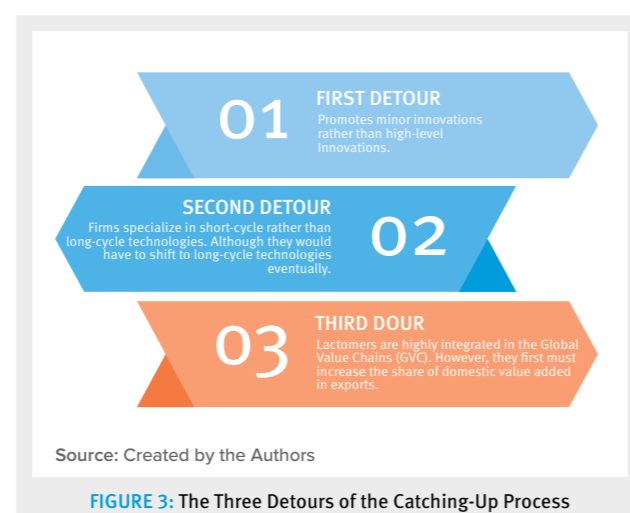 01
FIRST DETOUR
Promotes minor innovations
rather than high-level
Innovations.
SECOND DETOUR
Firms specialize in short-cycle rather than
long-cycle technologies. Although they would
have to shift to long-cycle technologies
eventually.
02
03
THIRD DOUR
Lactomers are highly integrated in the Global
Value Chains (GVC). However, they first must
increase the share of domestic value added
in exports.
Source: Created by the Authors
FIGURE 3: The Three Detours of the Catching-Up Process